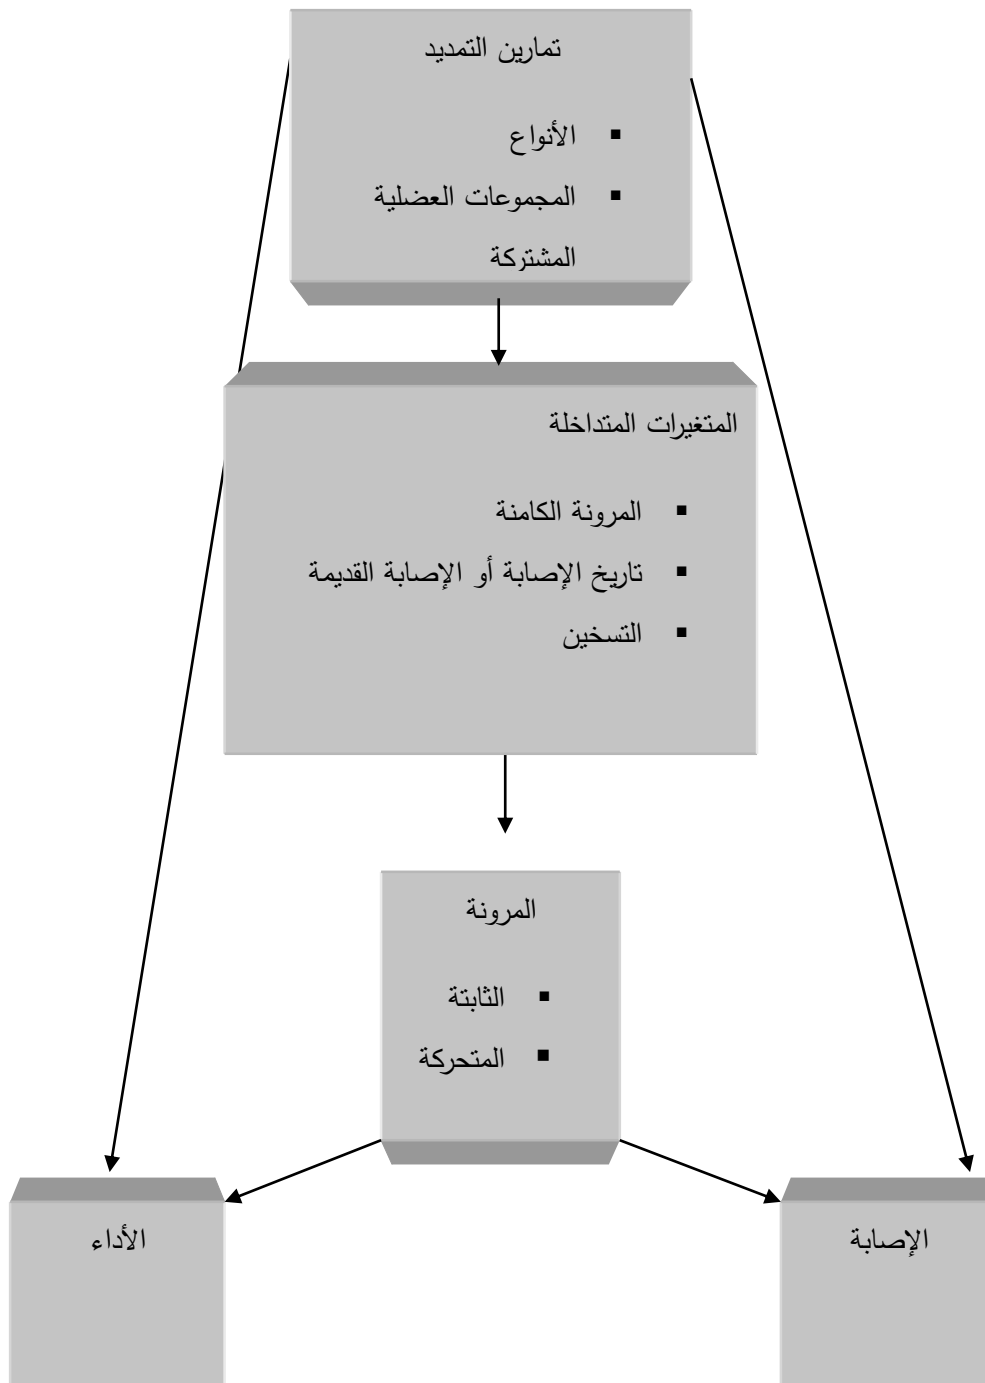 تمارين التمديد
▪ الأنواع
▪ المجموعات العضلية
المشتركة
المتغيرات المتداخلة
▪ المرونة الكامنة
▪ تاريخ الإصابة أو الإصابة القديمة
▪ التسخين
المرونة
▪ الثابتة
▪ المتحركة
الإصابة
الأداء